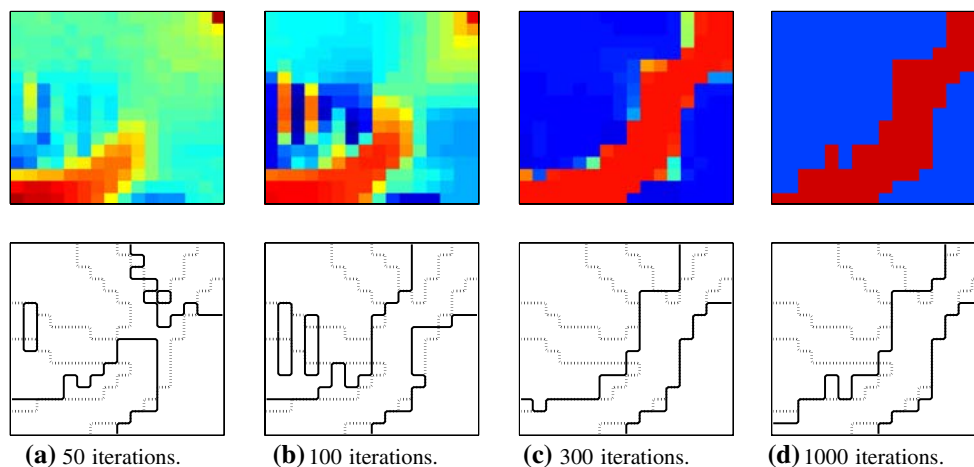 (a) 50 iterations.
(b) 100 iterations.
(c) 300 iterations.
(d) 1000 iterations.